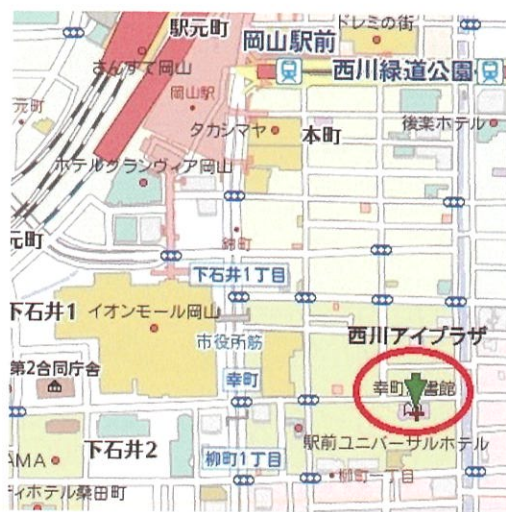 駅元町
ドレミの街
岡山駅前
さんすて岡山
西川緑道公園
岡山駅
元町
タカシマヤ
本町
後楽ホテル
ホテルグランヴィア岡山
元町
錦町
下石井1丁目
下石井1
イオンモール岡山
市役所筋
西川アイプラザ
第2合同庁舎
幸町
幸町図書館
下石井2
駅前ユニバーサルホテル
柳町1丁目
柳町一丁目
AMA
ティホテル桑田町